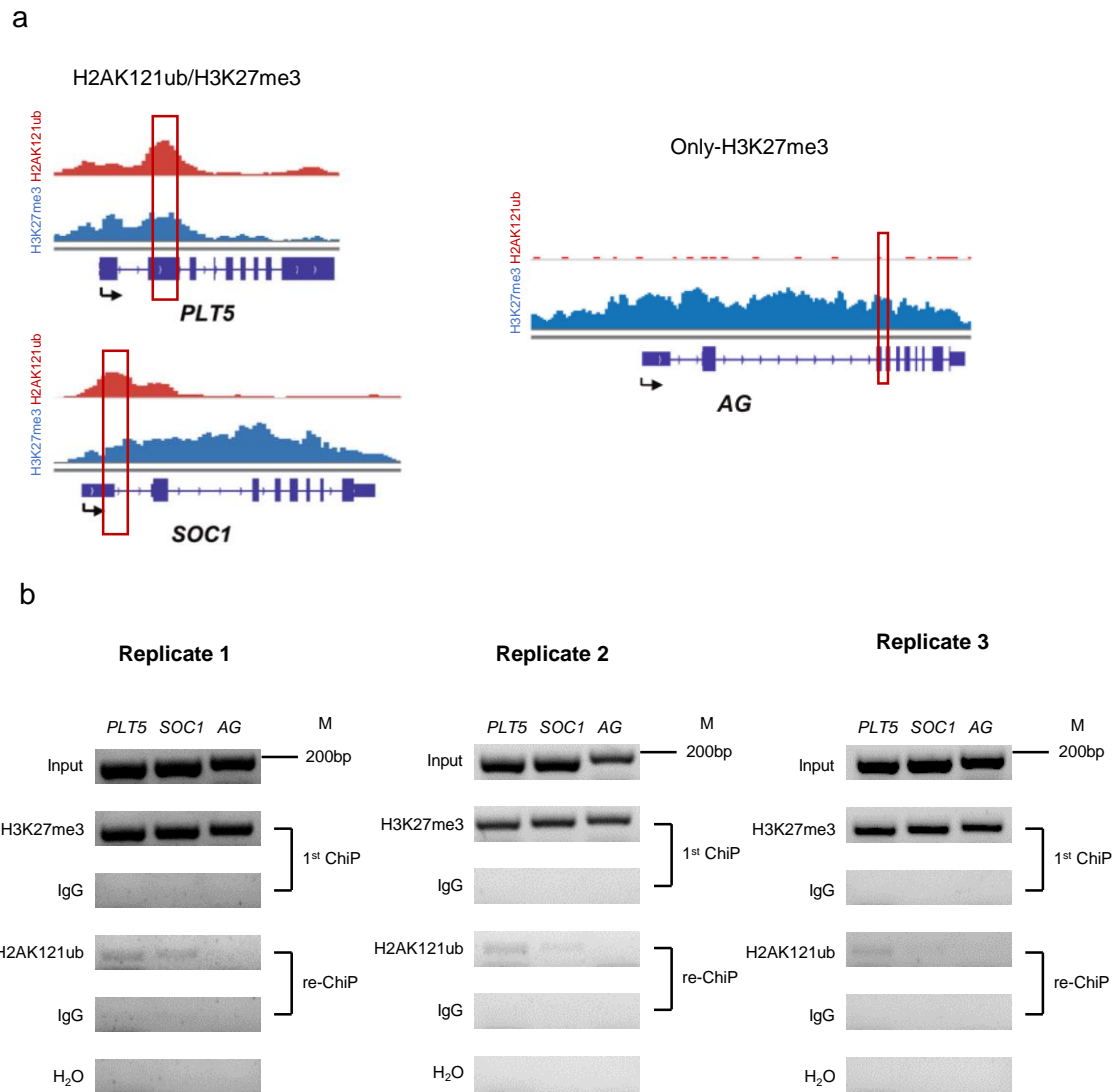 a
H2AK121ub/H3K27me3
H2AK121ub
H3K27me3
PLT5
H2AK121ub
H3K27me3
SOC1
Only-H3K27me3
H2AK121ub
H3K27me3
AG
b
Replicate 1
PLT5 SOC1 AG M
200bp
Input
H3K27me3
1st ChiP
IgG
H2AK121ub
re-ChiP
IgG
H2O
Replicate 2
PLT5 SOC1 AG M
200bp
Input
H3K27me3
1st ChiP
IgG
H2AK121ub
re-ChiP
IgG
H2O
Replicate 3
PLT5 SOC1 AG M
200bp
Input
H3K27me3
1st ChiP
IgG
H2AK121ub
re-ChiP
IgG
H2O